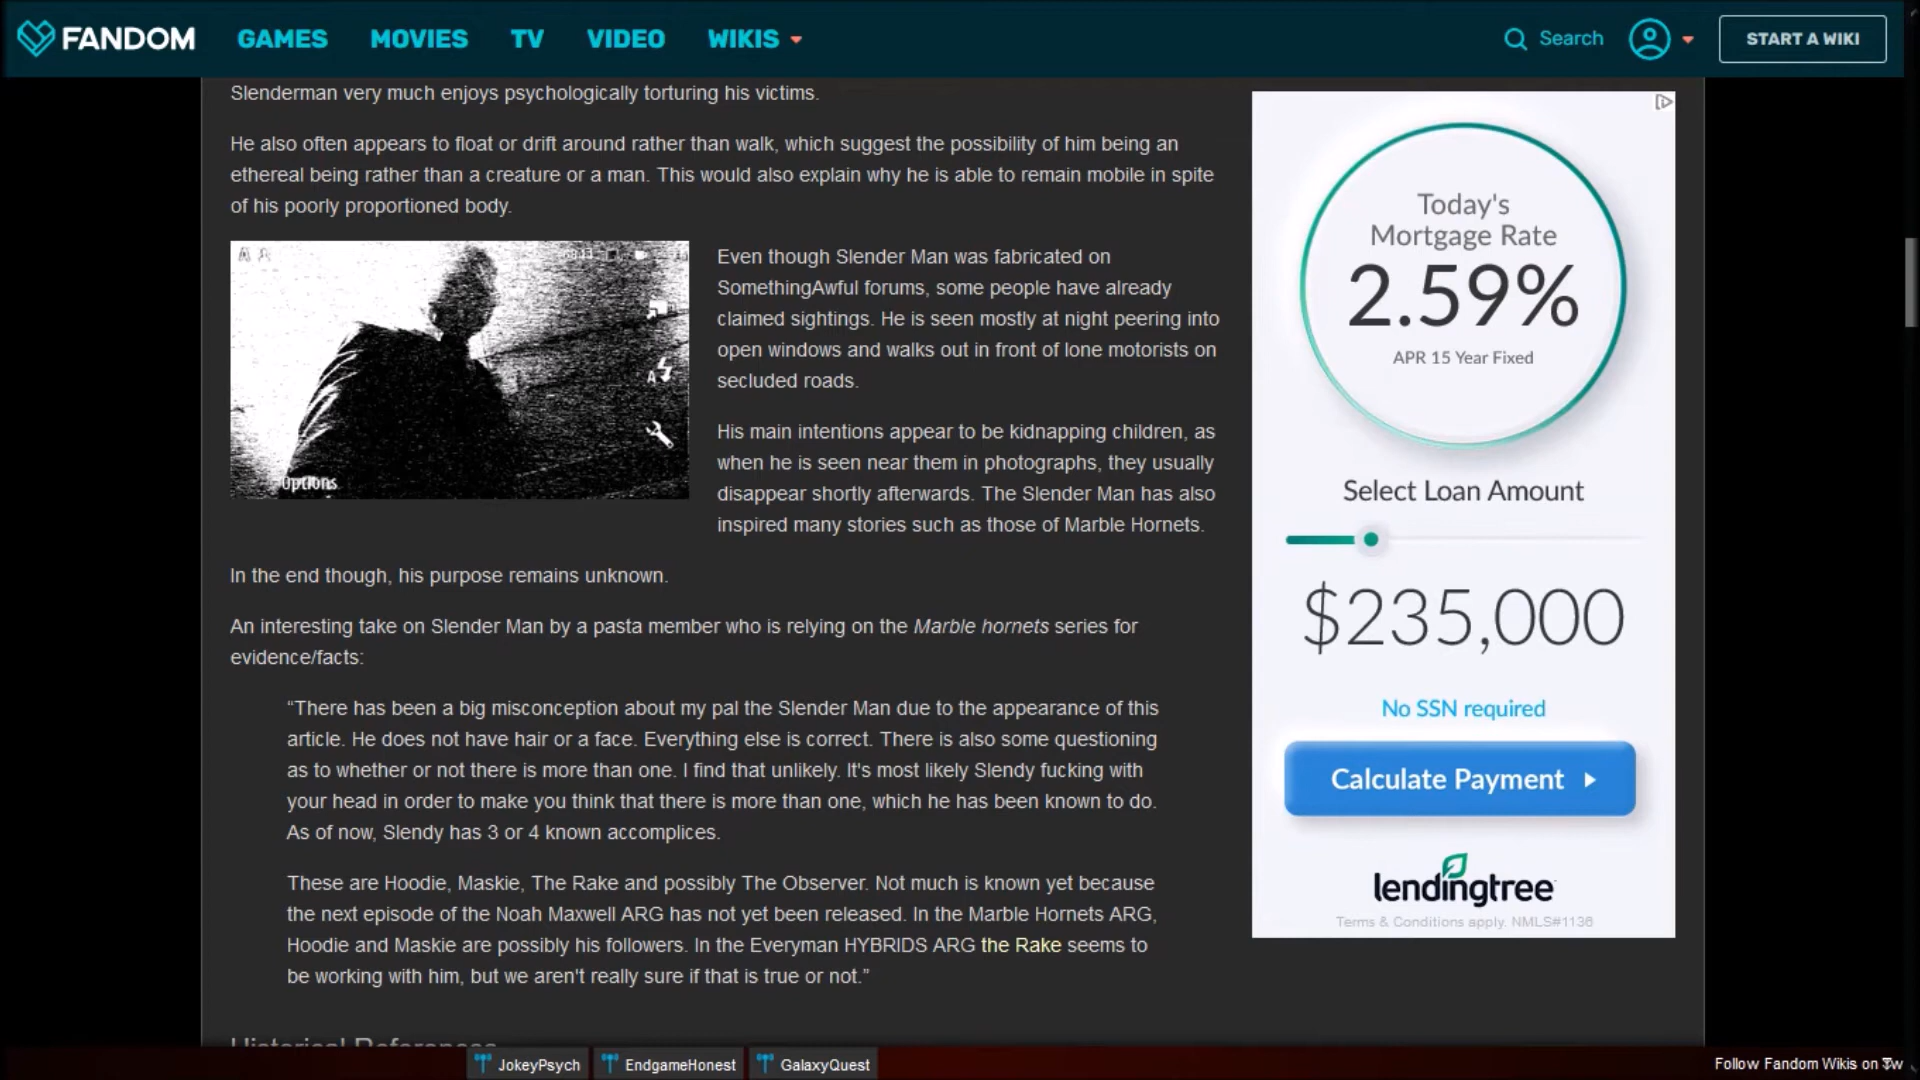 FANDOM GAMES MOVIES TV VIDEO WIKIS Search START A WIKI
Slenderman very much enjoys psychologically torturing his victims.
He also often appears to float or drift around rather than walk, which suggest the possibility of him being an
ethereal being rather than a creature or a man. This would also explain why he is able to remain mobile in spite
of his poorly proportioned body.
Options
Even though Slender Man was fabricated on
SomethingAwful forums, some people have already
claimed sightings. He is seen mostly at night peering into
open windows and walks out in front of lone motorists on
secluded roads.
His main intentions appear to be kidnapping children, as
when he is seen near them in photographs, they usually
disappear shortly afterwards. The Slender Man has also
inspired many stories such as those of Marble Hornets.
In the end though, his purpose remains unknown.
An interesting take on Slender Man by a pasta member who is relying on the Marble hornets series for
evidence/facts:
“There has been a big misconception about my pal the Slender Man due to the appearance of this
article. He does not have hair or a face. Everything else is correct. There is also some questioning
as to whether or not there is more than one. I find that unlikely. It's most likely Slendy fucking with
your head in order to make you think that there is more than one, which he has been known to do.
As of now, Slendy has 3 or 4 known accomplices.
These are Hoodie, Maskie, The Rake and possibly The Observer. Not much is known yet because
the next episode of the Noah Maxwell ARG has not yet been released. In the Marble Hornets ARG,
Hoodie and Maskie are possibly his followers. In the Everyman HYBRIDS ARG the Rake seems to
be working with him, but we aren't really sure if that is true or not.”
Historical References
Today's
Mortgage Rate
2.59%
APR 15 Year Fixed
Select Loan Amount
$235,000
No SSN required
Calculate Payment
lendingtree
Terms & Conditions apply. NMLS#1136
JokeyPsych EndgameHonest GalaxyQuest
Follow Fandom Wikis on